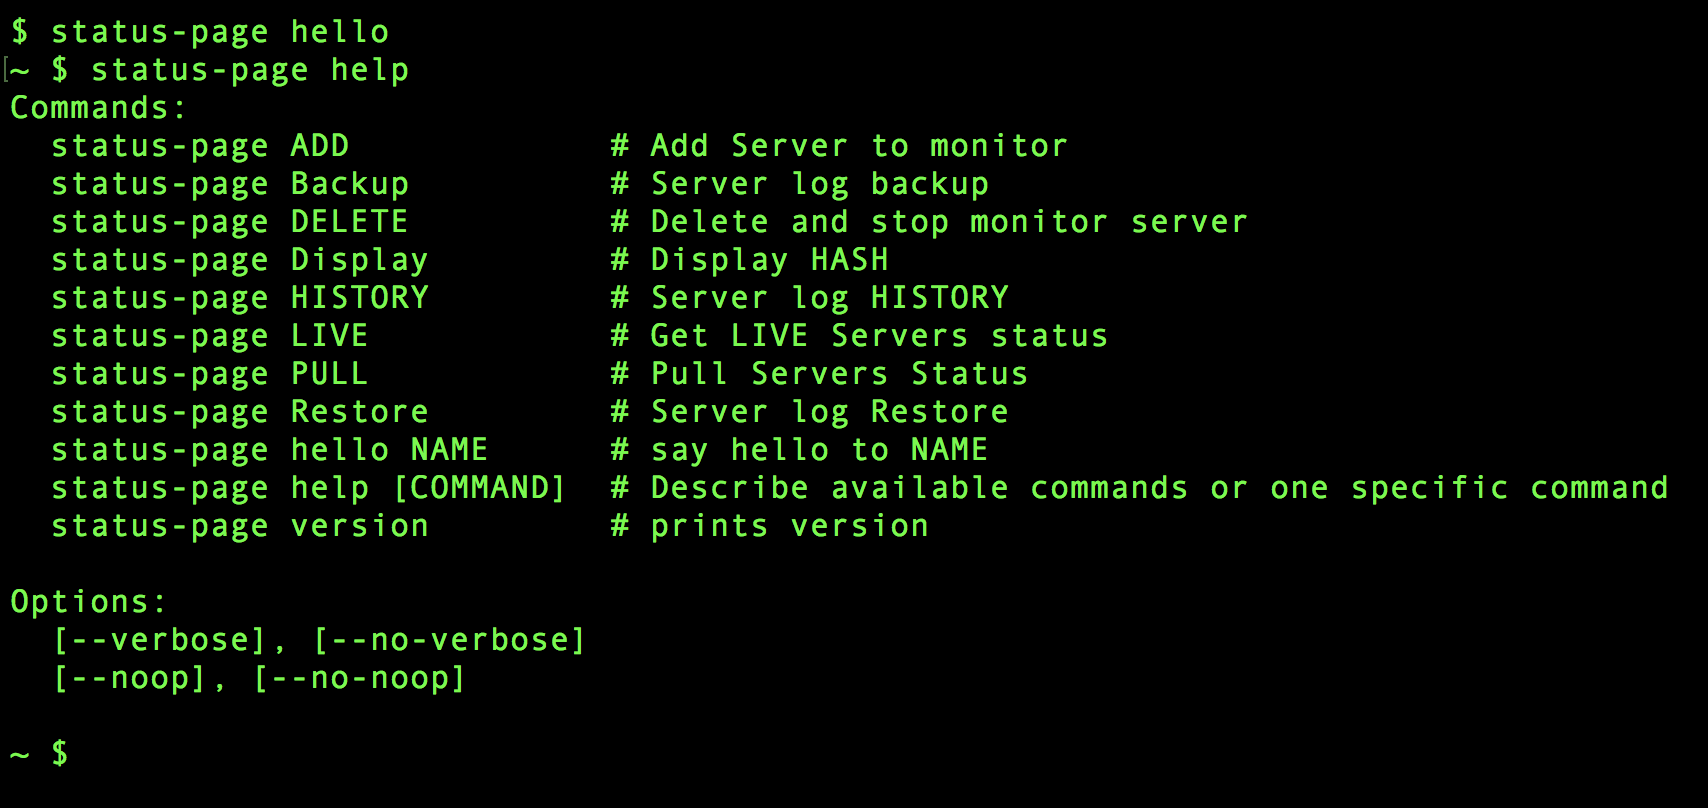 $ status-page hello
[~ $ status-page help
Commands:
  status-page ADD             # Add Server to monitor
  status-page Backup          # Server log backup
  status-page DELETE          # Delete and stop monitor server
  status-page Display         # Display HASH
  status-page HISTORY         # Server log HISTORY
  status-page LIVE            # Get LIVE Servers status
  status-page PULL            # Pull Servers Status
  status-page Restore         # Server log Restore
  status-page hello NAME      # say hello to NAME
  status-page help [COMMAND]  # Describe available commands or one specific command
  status-page version         # prints version

Options:
  [--verbose], [--no-verbose]
  [--noop], [--no-noop]

~ $